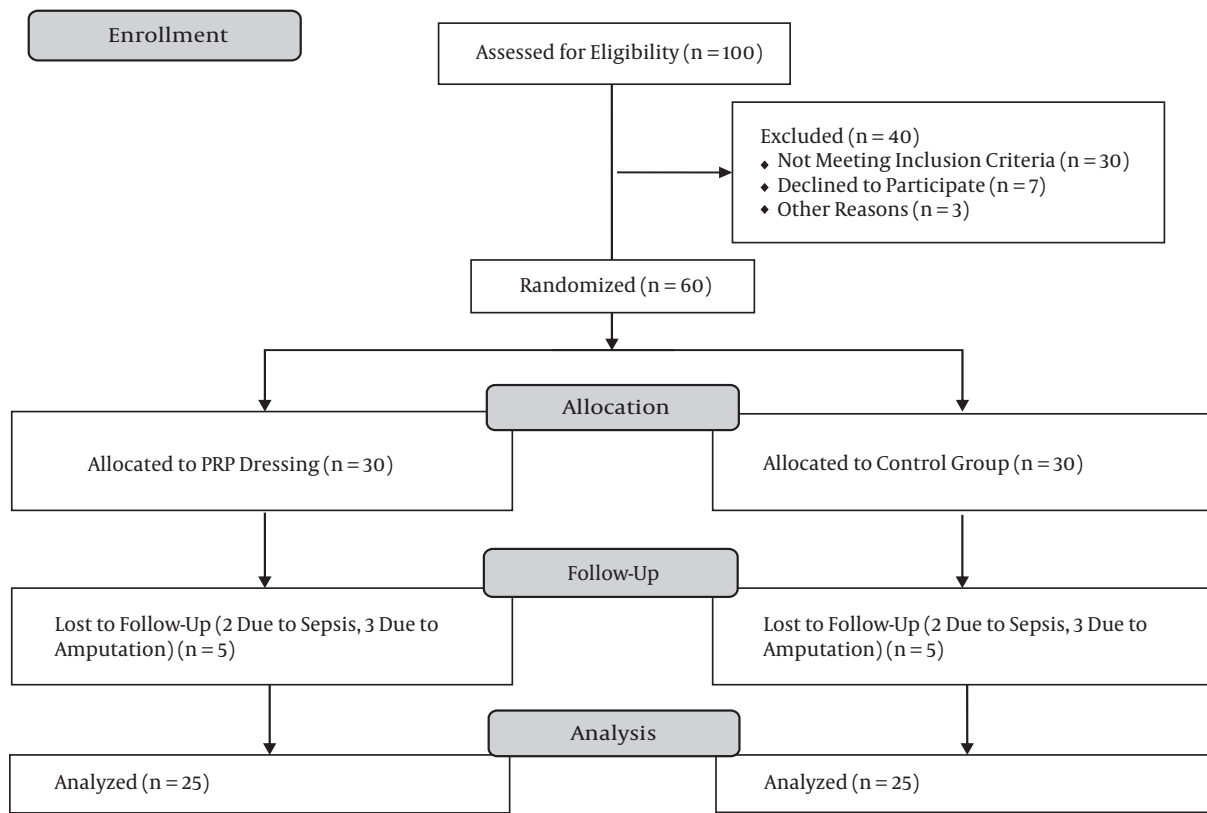 Enrollment
Assessed for Eligibility (n = 100)
Excluded (n = 40)
⬥ Not Meeting Inclusion Criteria (n = 30)
⬥ Declined to Participate (n = 7)
⬥ Other Reasons (n = 3)
Randomized (n = 60)
Allocation
Allocated to PRP Dressing (n = 30)
Allocated to Control Group (n = 30)
Follow-Up
Lost to Follow-Up (2 Due to Sepsis, 3 Due to
Amputation) (n = 5)
Lost to Follow-Up (2 Due to Sepsis, 3 Due to
Amputation) (n = 5)
Analysis
Analyzed (n = 25)
Analyzed (n = 25)